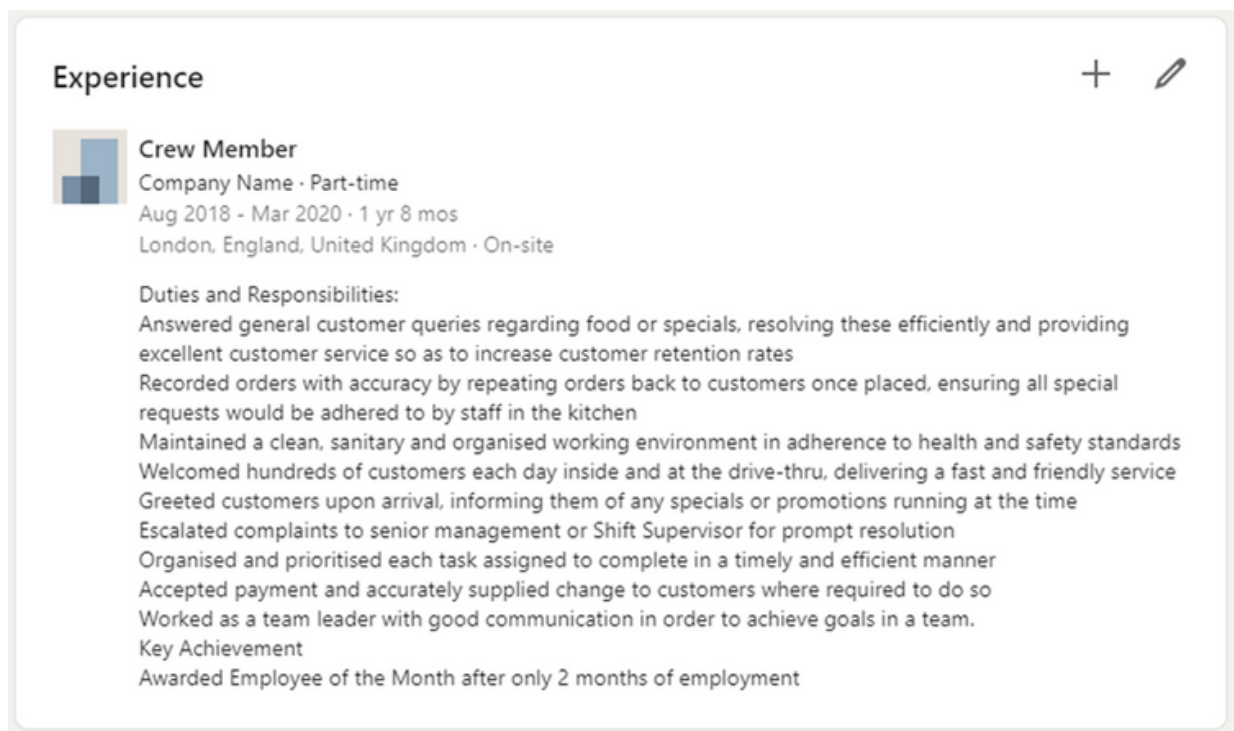 Experience
Crew Member
Company Name · Part-time
Aug 2018 - Mar 2020 · 1 yr 8 mos
London, England, United Kingdom · On-site
Duties and Responsibilities:
Answered general customer queries regarding food or specials, resolving these efficiently and providing
excellent customer service so as to increase customer retention rates
Recorded orders with accuracy by repeating orders back to customers once placed, ensuring all special
requests would be adhered to by staff in the kitchen
Maintained a clean, sanitary and organised working environment in adherence to health and safety standards
Welcomed hundreds of customers each day inside and at the drive-thru, delivering a fast and friendly service
Greeted customers upon arrival, informing them of any specials or promotions running at the time
Escalated complaints to senior management or Shift Supervisor for prompt resolution
Organised and prioritised each task assigned to complete in a timely and efficient manner
Accepted payment and accurately supplied change to customers where required to do so
Worked as a team leader with good communication in order to achieve goals in a team.
Key Achievement
Awarded Employee of the Month after only 2 months of employment